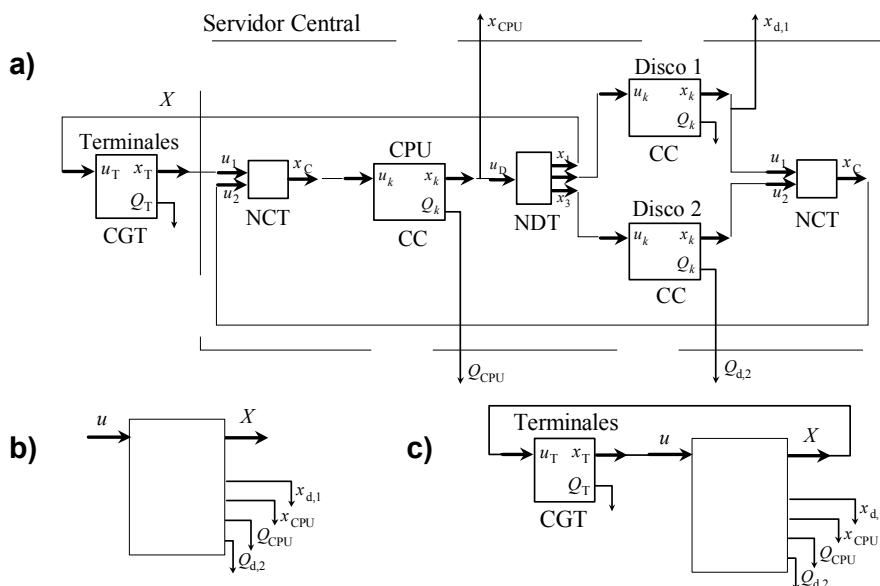 Servidor Central
a)
x_CPU
x_d,1
X
Terminales
u_T x_T
Q_T
CGT
u_1
u_2
x_C
NCT
CPU
u_k x_k
Q_k
CC
u_D
x_1
x_3
NDT
Disco 1
u_k x_k
Q_k
CC
Disco 2
u_k x_k
Q_k
CC
u_1
u_2
x_C
NCT
Q_CPU
Q_d,2
b)
u
X
x_d,1
x_CPU
Q_CPU
Q_d,2
c)
Terminales
u_T x_T
Q_T
CGT
u
X
x_d,
x_CPU
Q_CPU
Q_d,2